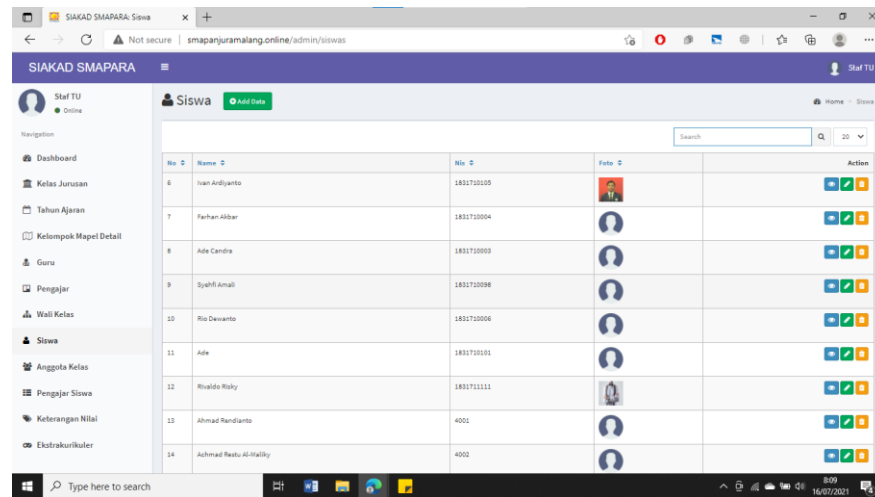 SIAKAD SMAPARA: Siswa
Not secure | smapanjuramalang.online/admin/siswas
SIAKAD SMAPARA
Staf TU
Staf TU
Online
Siswa
Add Data
Home > Siswa
Navigation
Search
20
Dashboard
Kelas Jurusan
Tahun Ajaran
Kelompok Mapel Detail
Guru
Pengajar
Wali Kelas
Siswa
Anggota Kelas
Pengajar Siswa
Keterangan Nilai
Ekstrakurikuler
No Name Nis Foto Action
6 Ivan Ardiyanto 1831710105
7 Farhan Akbar 1831710004
8 Ade Candra 1831710003
9 Syahfi Amali 1831710098
10 Rio Dewanto 1831710006
11 Ade 1831710101
12 Rivaldo Risky 1831711111
13 Ahmad Randianto 4001
14 Achmad Restu Al-Maliky 4002
Type here to search
8:09
16/07/2021